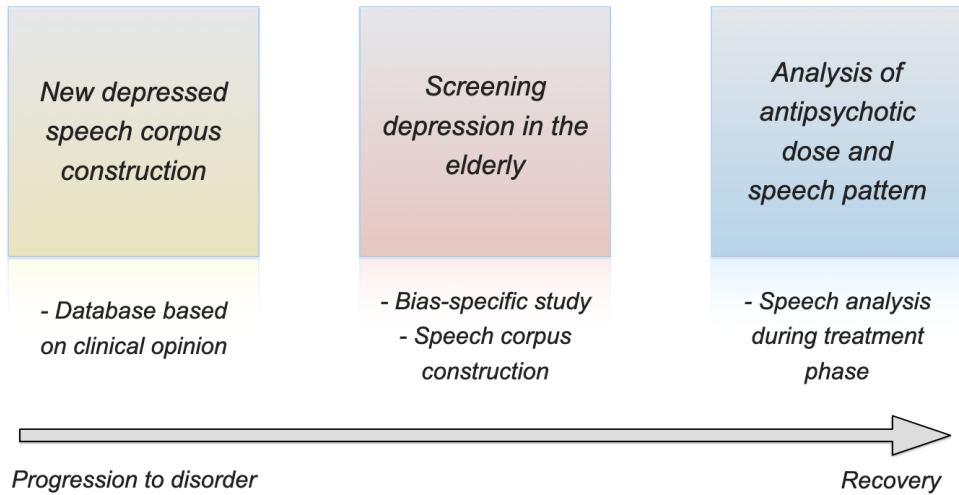 New depressed
speech corpus
construction
Screening
depression in the
elderly
Analysis of
antipsychotic
dose and
speech pattern
- Database based
on clinical opinion
- Bias-specific study
- Speech corpus
construction
- Speech analysis
during treatment
phase
Progression to disorder
Recovery